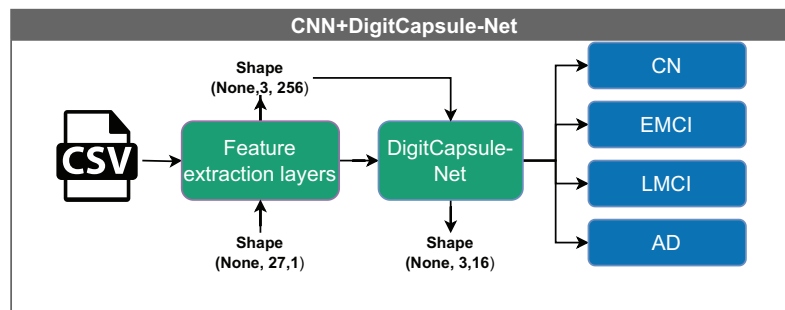 CNN+DigitCapsule-Net
Shape
(None,3, 256)
CSV
Feature
extraction layers
DigitCapsule-
Net
Shape
(None, 27,1)
Shape
(None, 3,16)
CN
EMCI
LMCI
AD